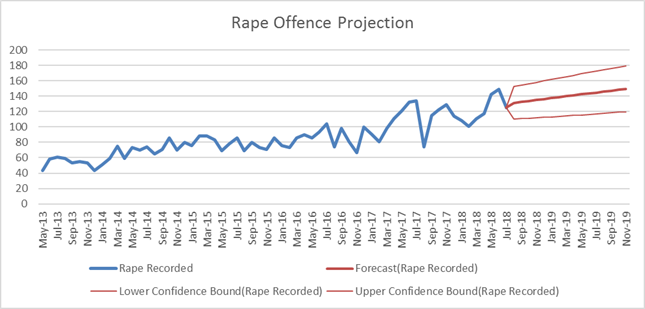 Rape Offence Projection
200
180
160
140
120
100
80
60
40
20
0
May-13
Jul-13
Sep-13
Nov-13
Jan-14
Mar-14
May-14
Jul-14
Sep-14
Nov-14
Jan-15
Mar-15
May-15
Jul-15
Sep-15
Nov-15
Jan-16
Mar-16
May-16
Jul-16
Sep-16
Nov-16
Jan-17
Mar-17
May-17
Jul-17
Sep-17
Nov-17
Jan-18
Mar-18
May-18
Jul-18
Sep-18
Nov-18
Jan-19
Mar-19
May-19
Jul-19
Sep-19
Nov-19
Rape Recorded
Forecast(Rape Recorded)
Lower Confidence Bound(Rape Recorded)
Upper Confidence Bound(Rape Recorded)